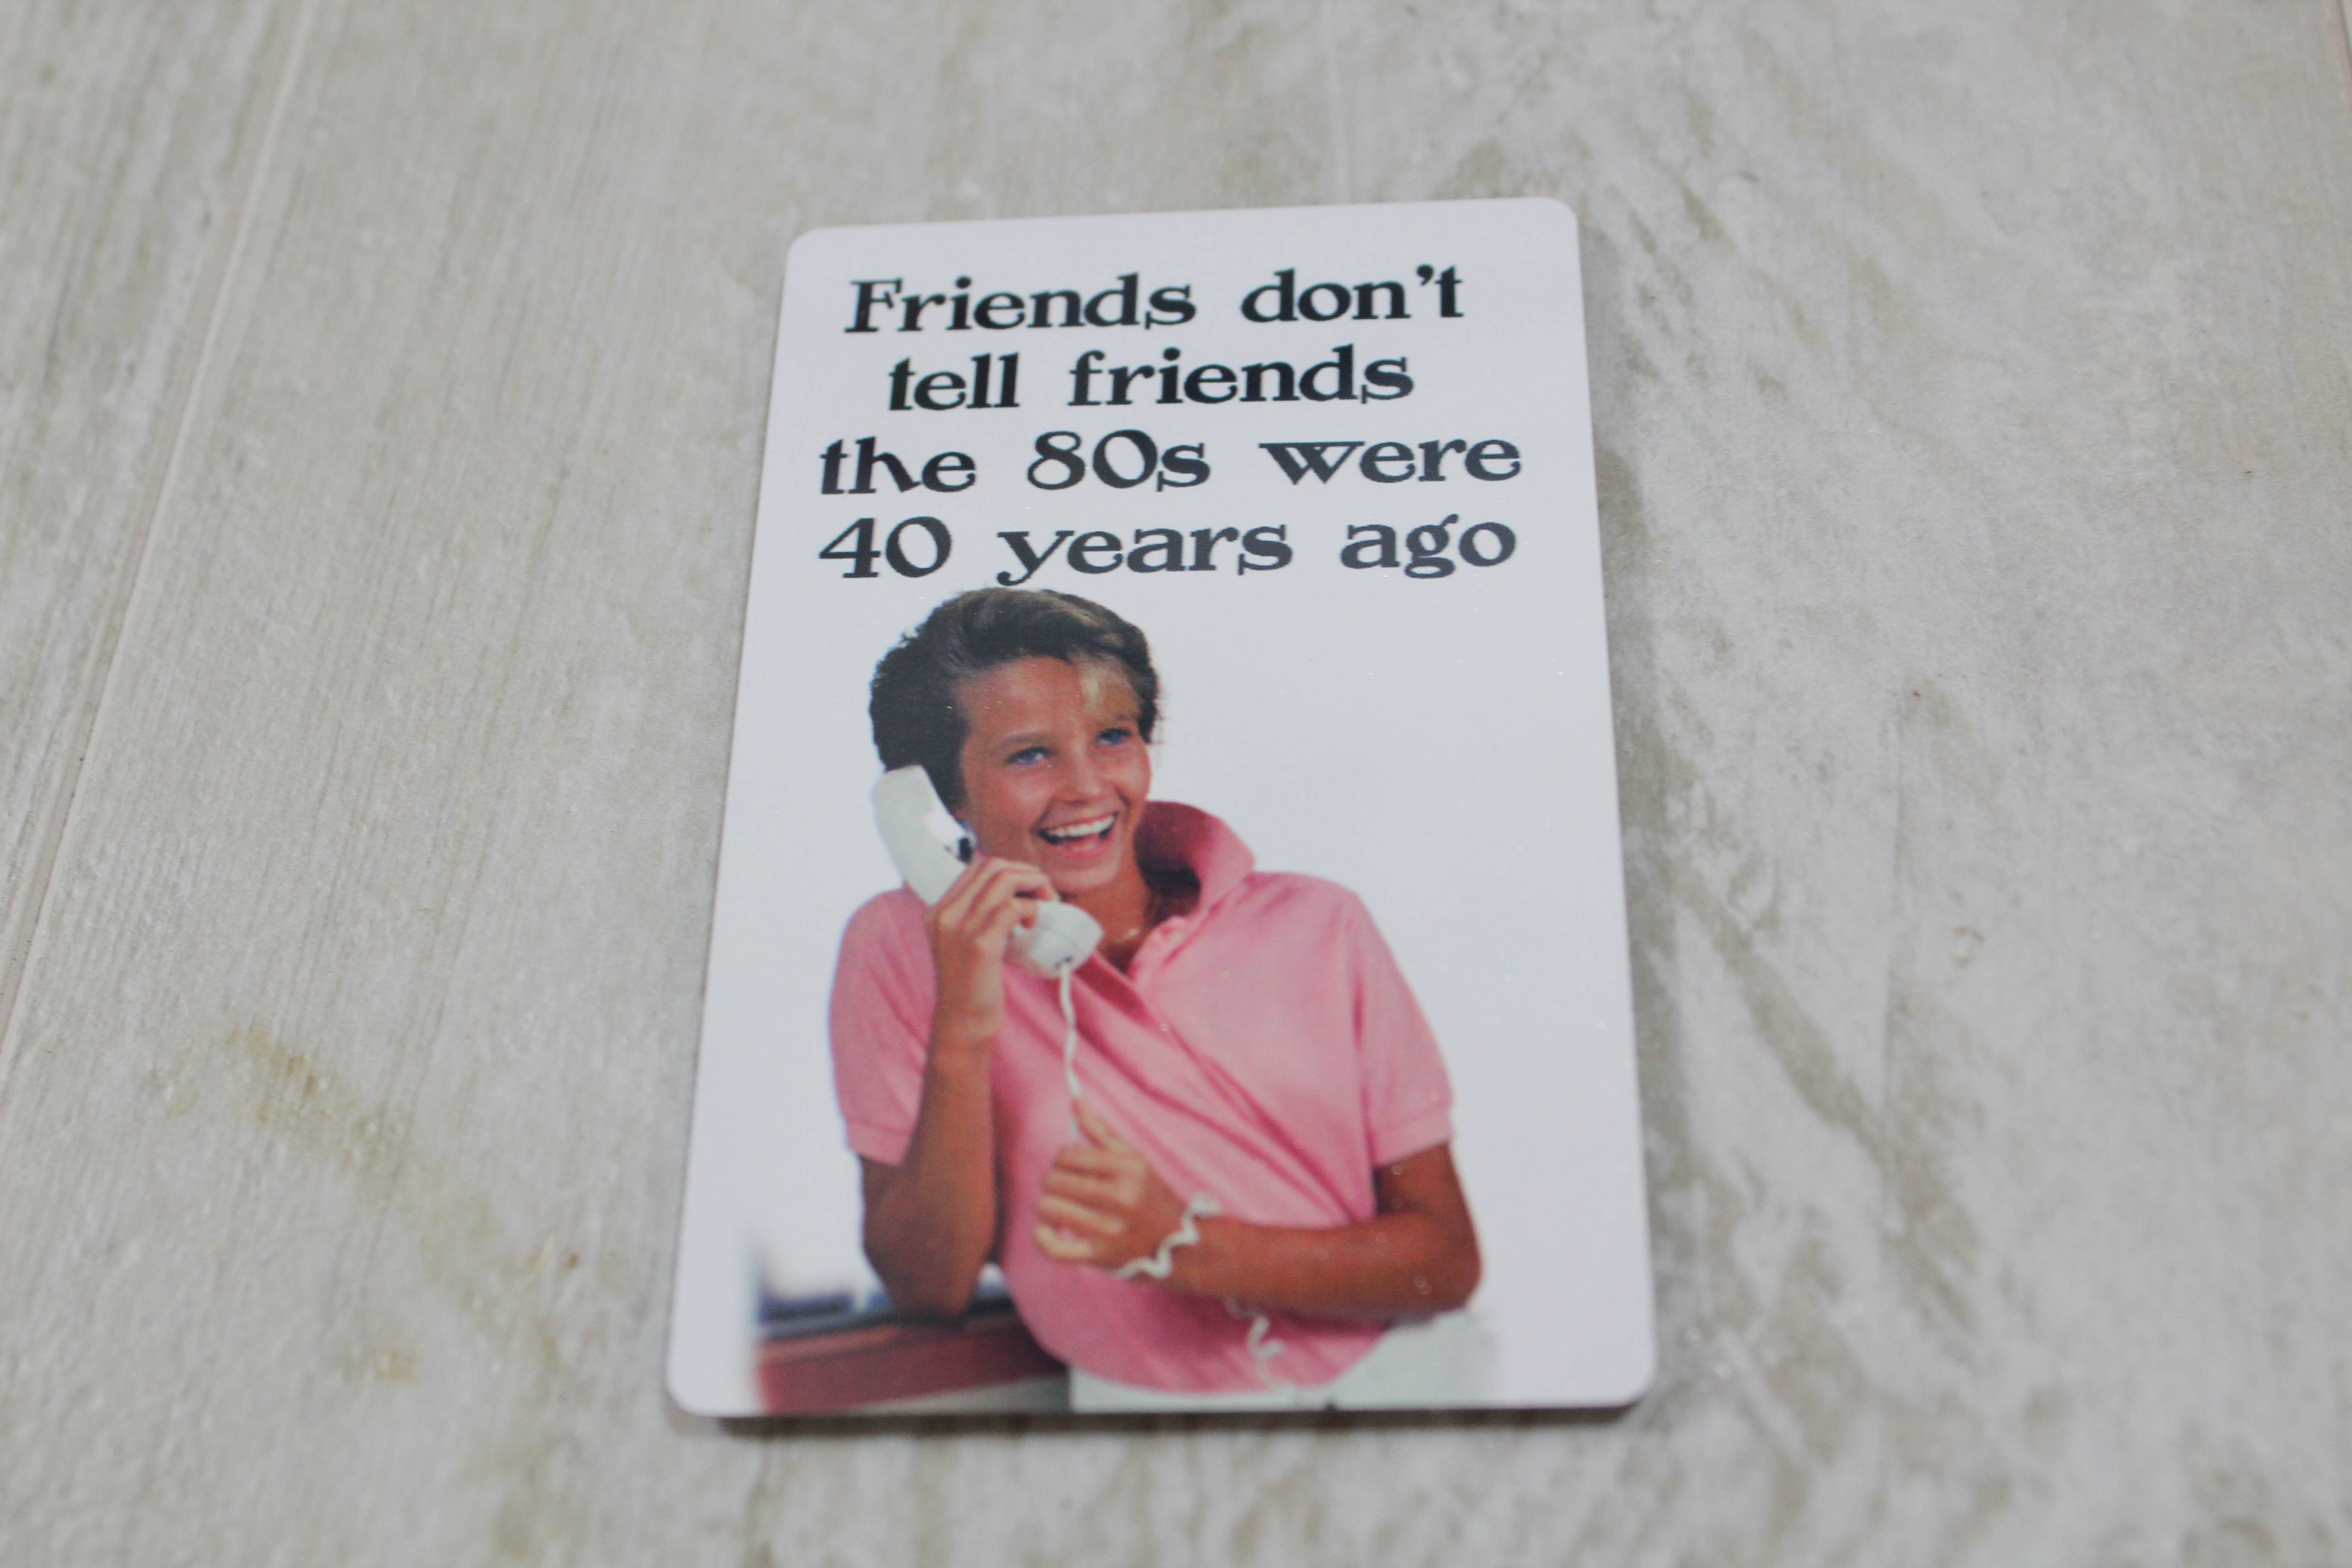 Friends don't
tell friends
the 80s were
40 years ago